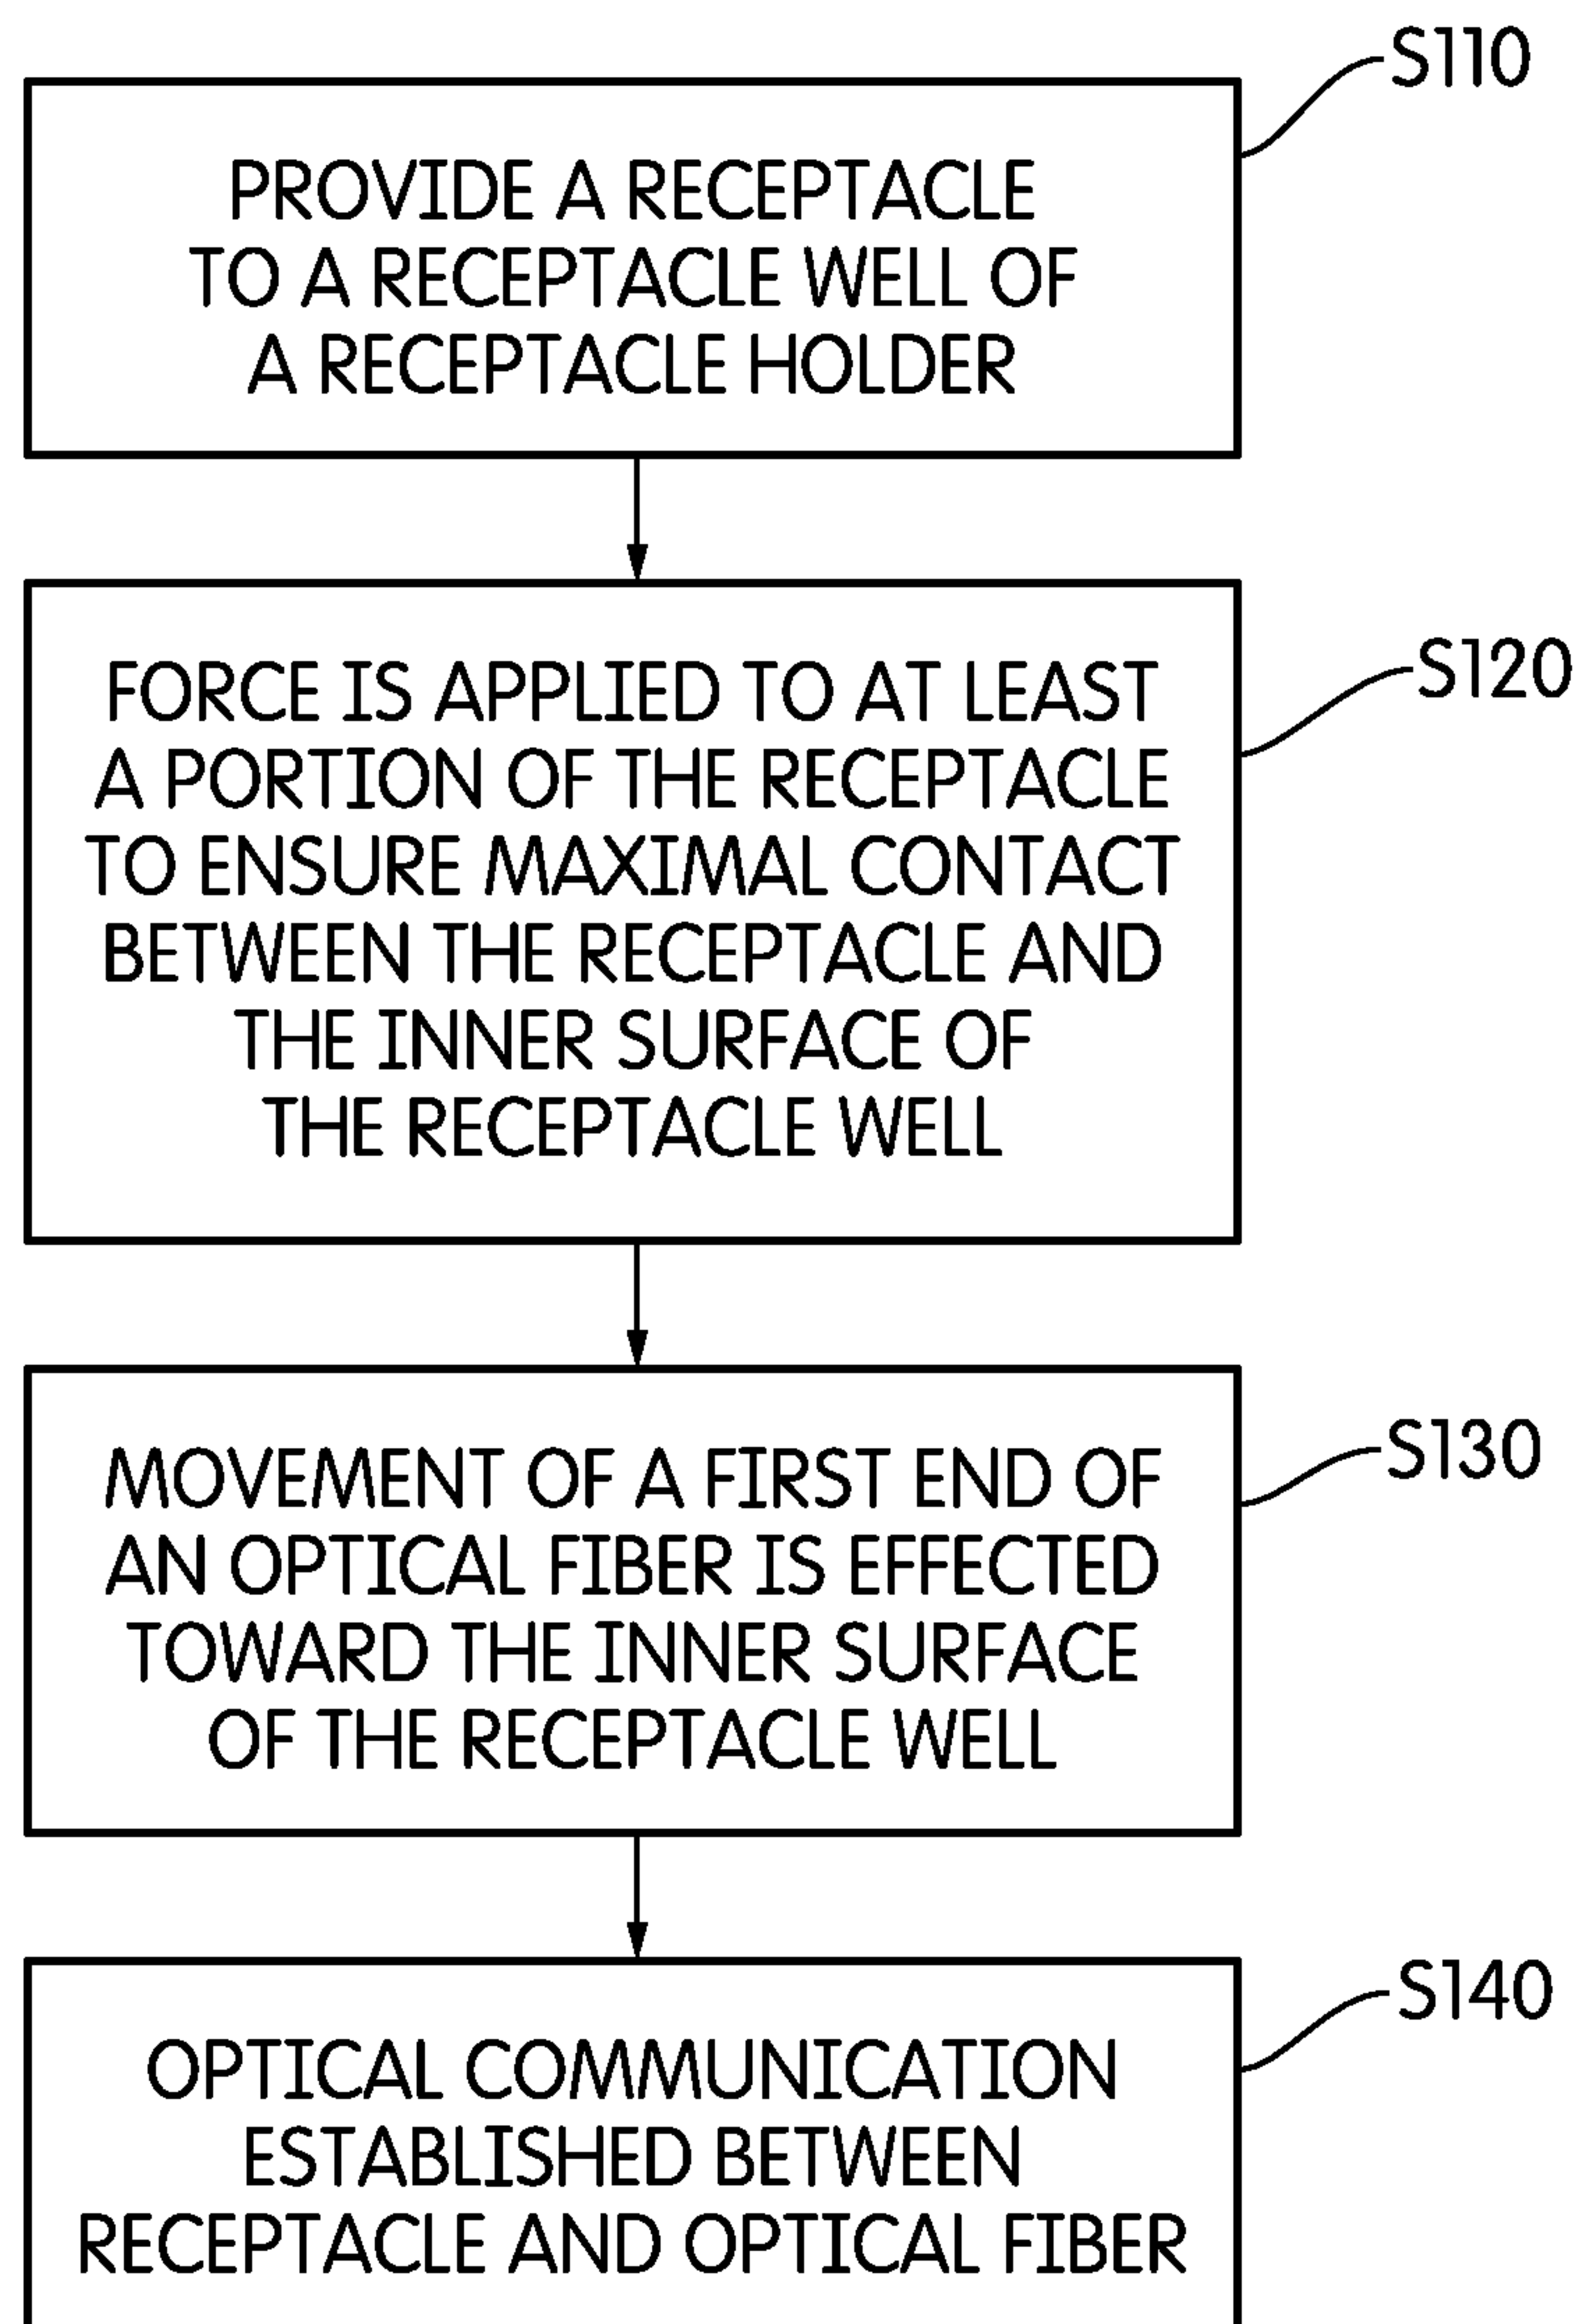 S110
PROVIDE A RECEPTACLE
TO A RECEPTACLE WELL OF
A RECEPTACLE HOLDER
S120
FORCE IS APPLIED TO AT LEAST
A PORTION OF THE RECEPTACLE
TO ENSURE MAXIMAL CONTACT
BETWEEN THE RECEPTACLE AND
THE INNER SURFACE OF
THE RECEPTACLE WELL
S130
MOVEMENT OF A FIRST END OF
AN OPTICAL FIBER IS EFFECTED
TOWARD THE INNER SURFACE
OF THE RECEPTACLE WELL
S140
OPTICAL COMMUNICATION
ESTABLISHED BETWEEN
RECEPTACLE AND OPTICAL FIBER